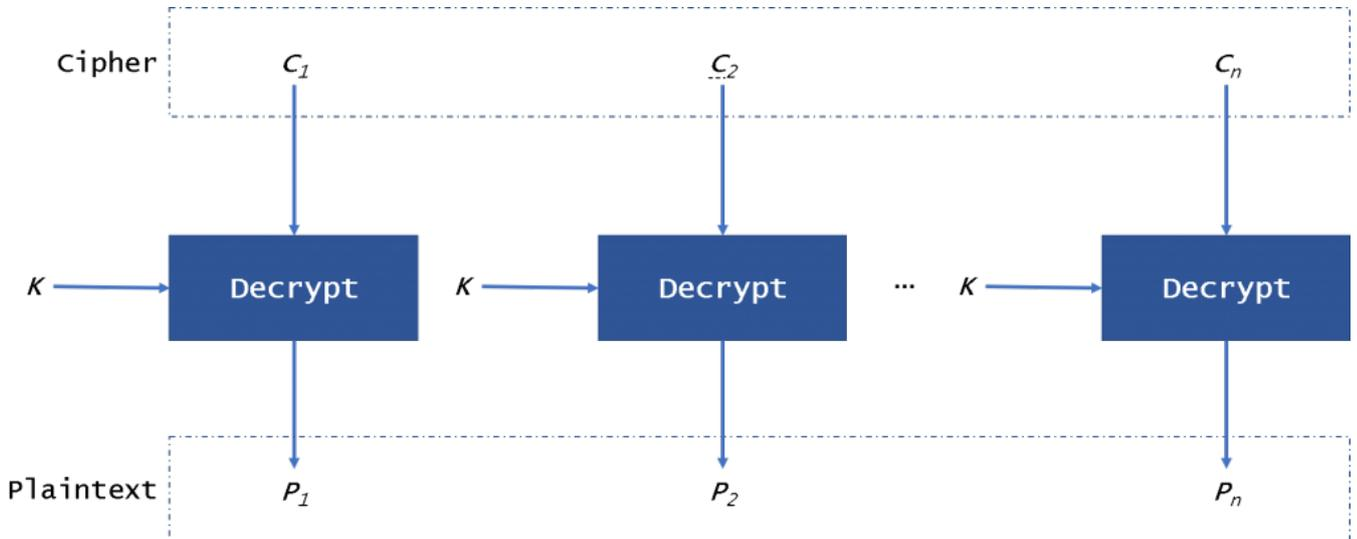 Cipher C₁ C₂ Cₙ
K Decrypt K Decrypt ... K Decrypt
Plaintext P₁ P₂ Pₙ